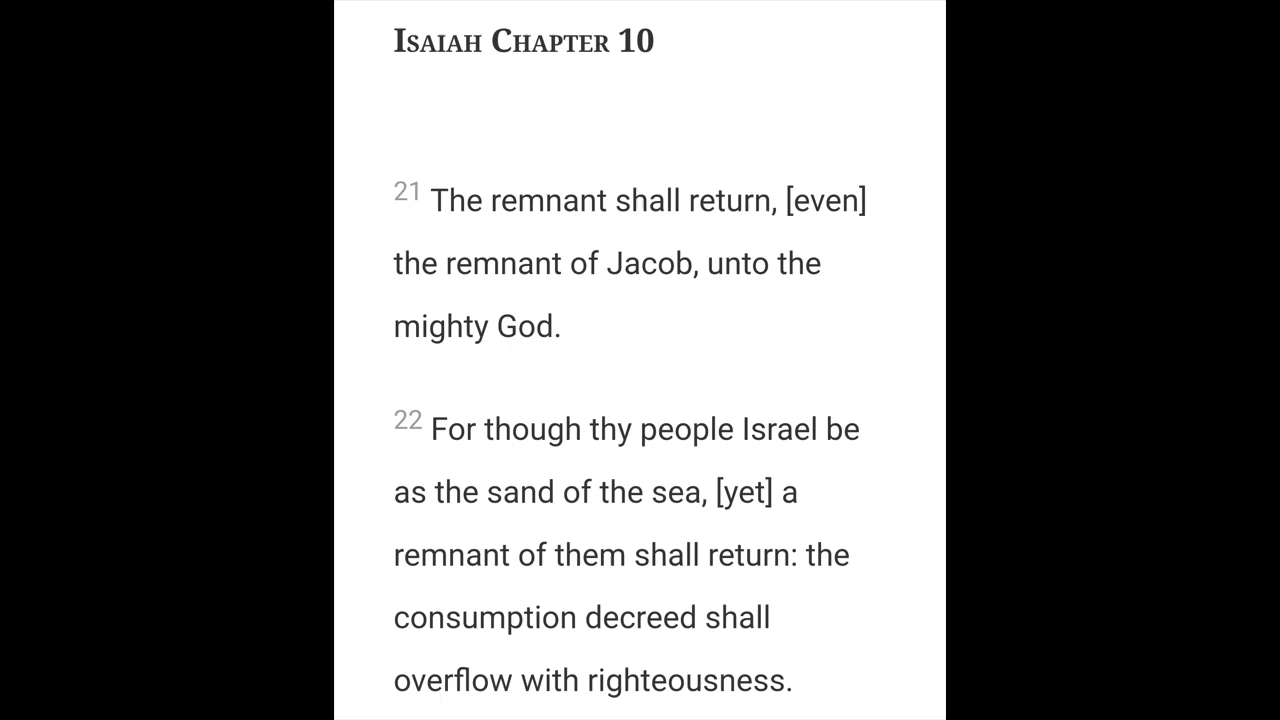 Isaiah Chapter 10
21 The remnant shall return, [even]
the remnant of Jacob, unto the
mighty God.
22 For though thy people Israel be
as the sand of the sea, [yet] a
remnant of them shall return: the
consumption decreed shall
overflow with righteousness.